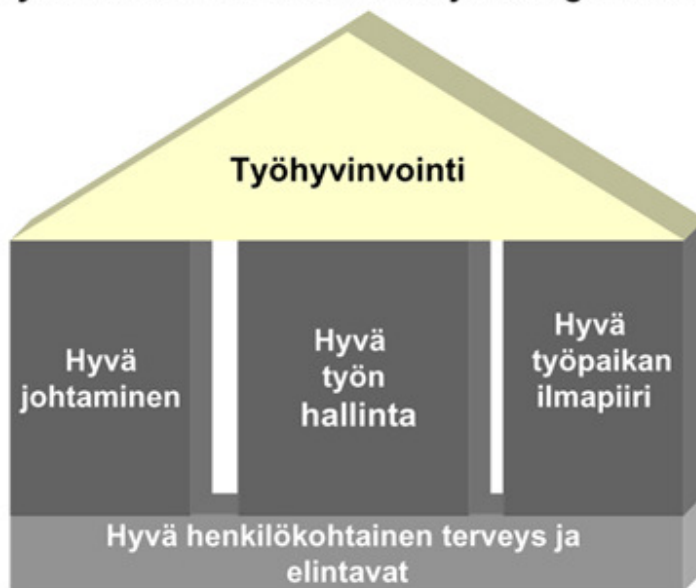 Työhyvinvointi
Hyvä
johtaminen
Hyvä
työn
hallinta
Hyvä
työpaikan
ilmapiiri
Hyvä henkilökohtainen terveys ja
elintavat